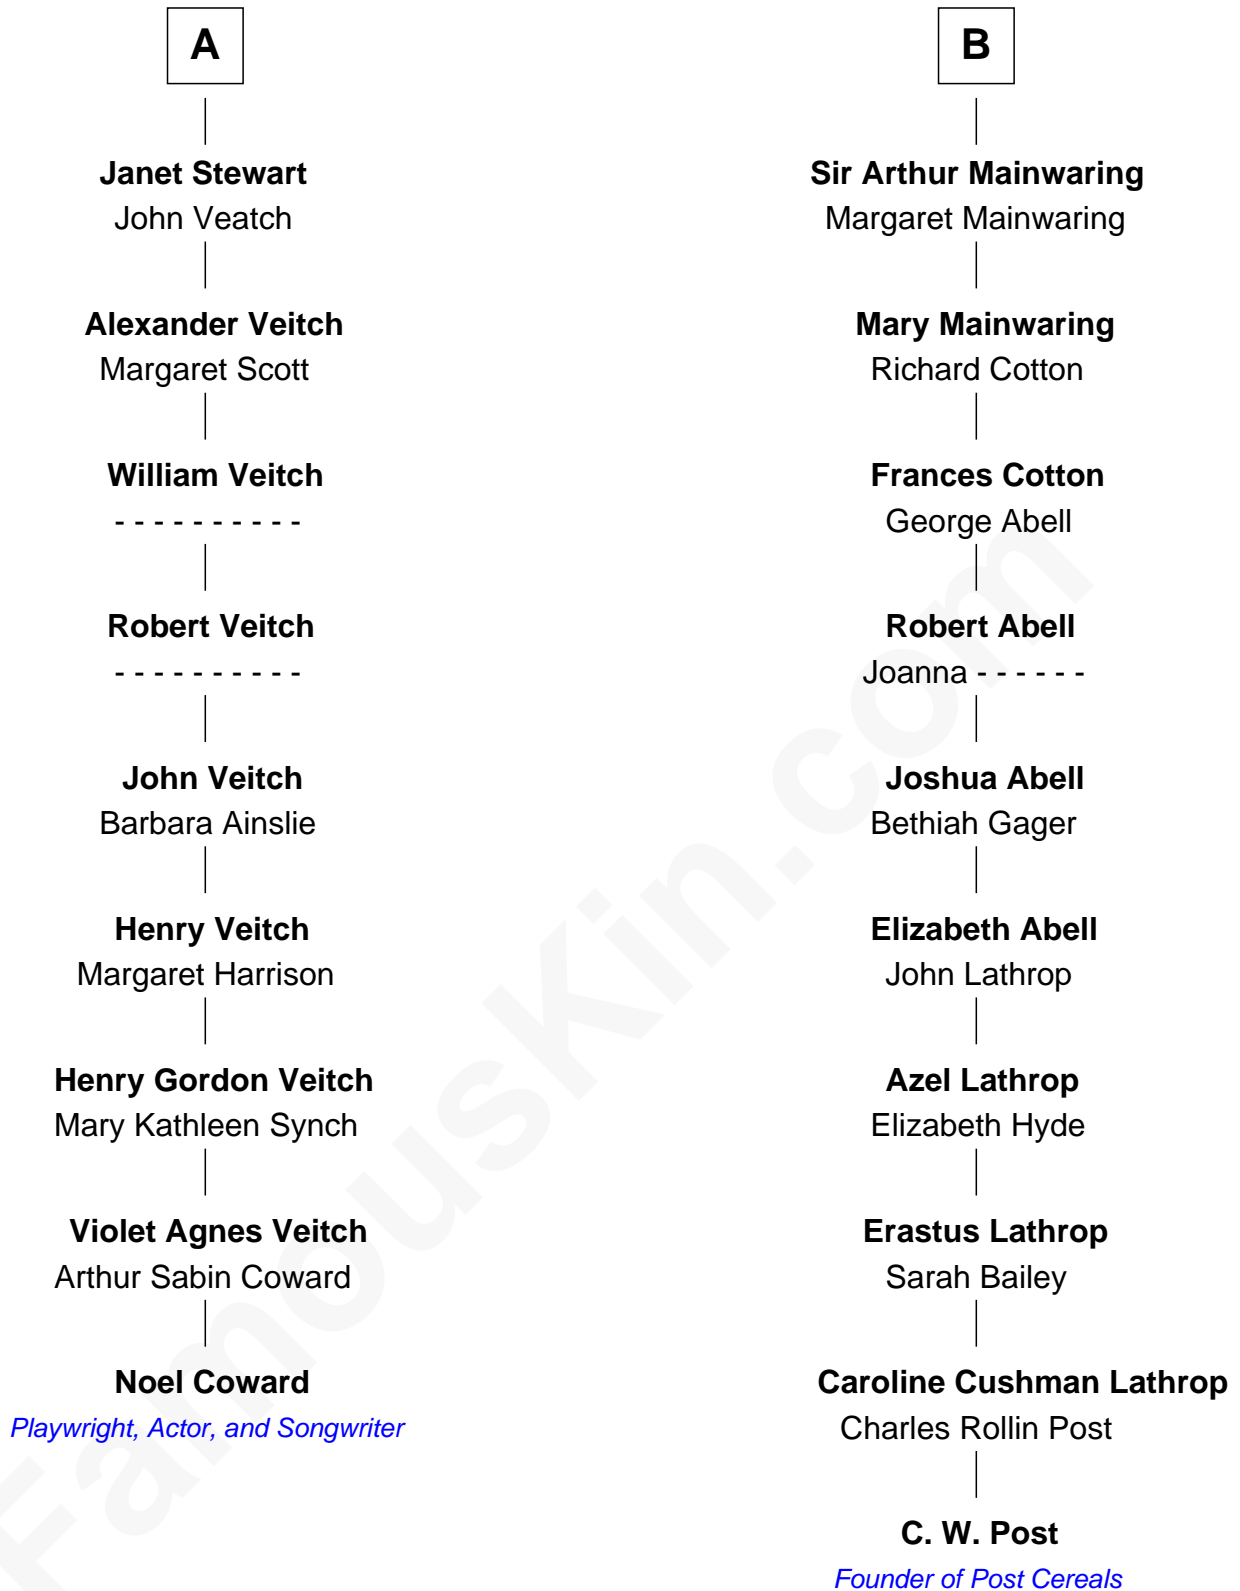 A
Janet Stewart
John Veatch
Alexander Veitch
Margaret Scott
William Veitch
- - - - - - - - - -
Robert Veitch
- - - - - - - - - -
John Veitch
Barbara Ainslie
Henry Veitch
Margaret Harrison
Henry Gordon Veitch
Mary Kathleen Synch
Violet Agnes Veitch
Arthur Sabin Coward
Noel Coward
Playwright, Actor, and Songwriter
B
Sir Arthur Mainwaring
Margaret Mainwaring
Mary Mainwaring
Richard Cotton
Frances Cotton
George Abell
Robert Abell
Joanna - - - - - -
Joshua Abell
Bethiah Gager
Elizabeth Abell
John Lathrop
Azel Lathrop
Elizabeth Hyde
Erastus Lathrop
Sarah Bailey
Caroline Cushman Lathrop
Charles Rollin Post
C. W. Post
Founder of Post Cereals
FamousKin.com